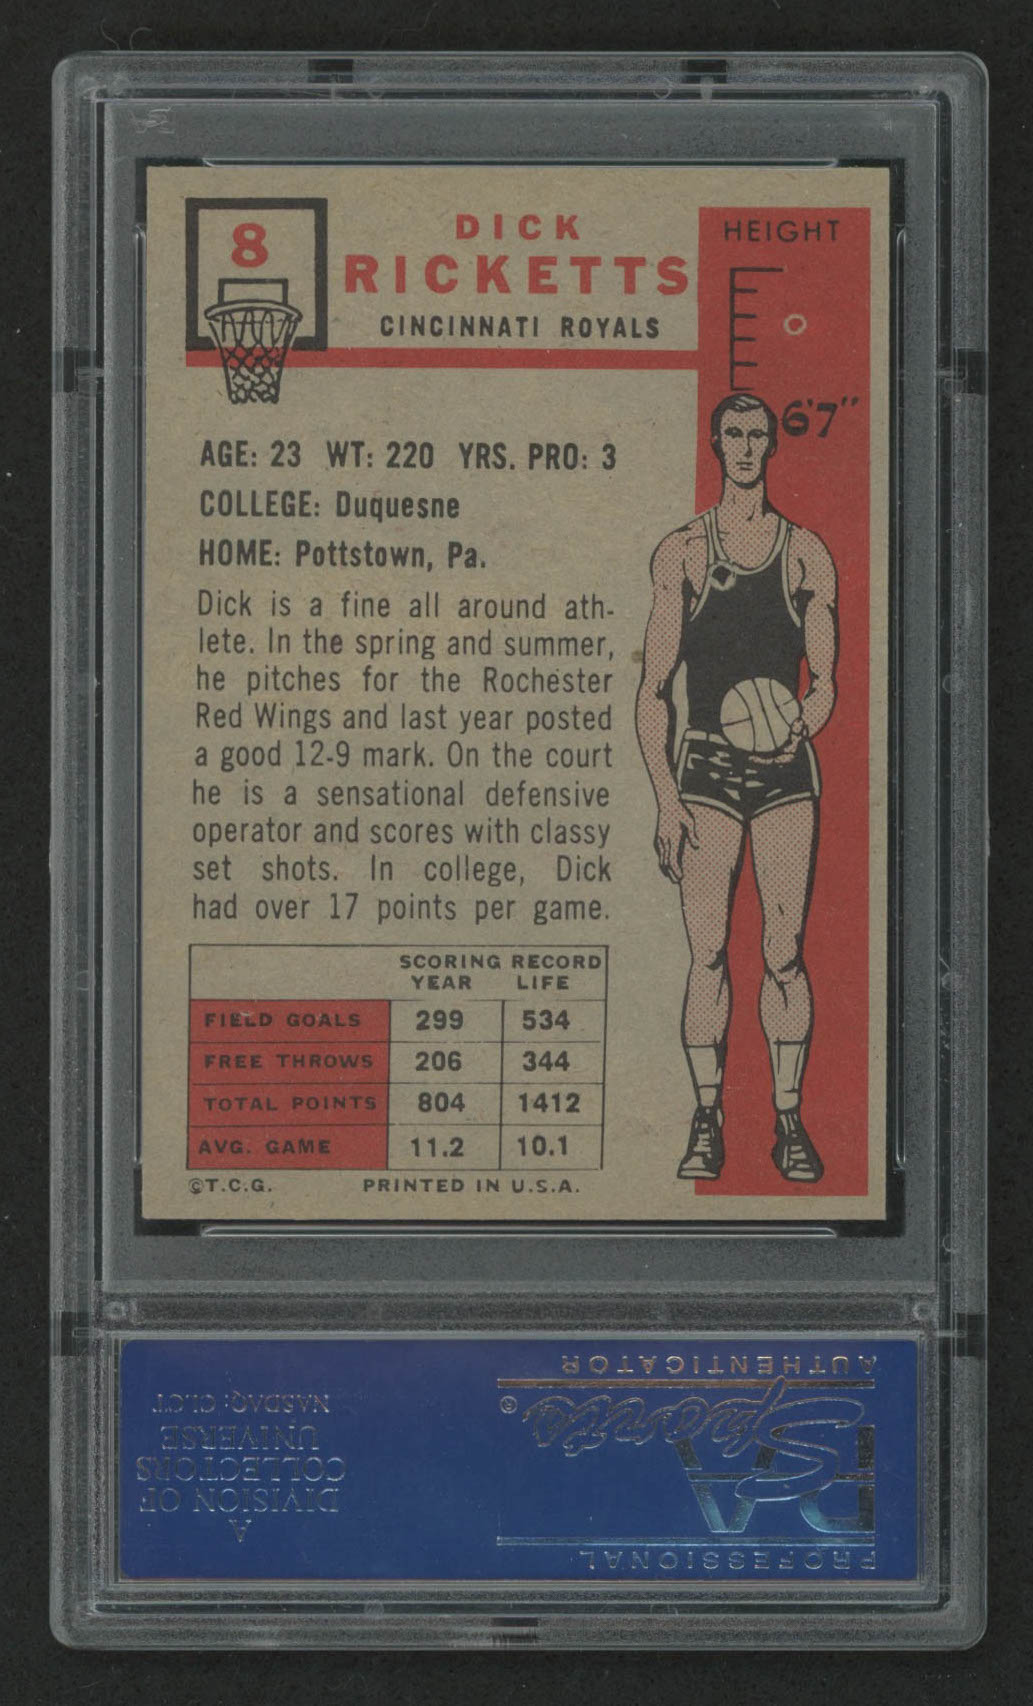 8
DICK
RICKETTS
CINCINNATI ROYALS
HEIGHT
6'7"
AGE: 23 WT: 220 YRS. PRO: 3
COLLEGE: Duquesne
HOME: Pottstown, Pa.
Dick is a fine all around ath-
lete. In the spring and summer,
he pitches for the Rochester
Red Wings and last year posted
a good 12-9 mark. On the court
he is a sensational defensive
operator and scores with classy
set shots. In college, Dick
had over 17 points per game.
SCORING RECORD
YEAR LIFE
FIELD GOALS 299 534
FREE THROWS 206 344
TOTAL POINTS 804 1412
AVG. GAME 11.2 10.1
©T.C.G. PRINTED IN U.S.A.
PROFESSIONAL
PSA
Sports
®
AUTHENTICATOR
A
DIVISION OF
COLLECTORS
UNIVERSE
NASDAQ: CLCT